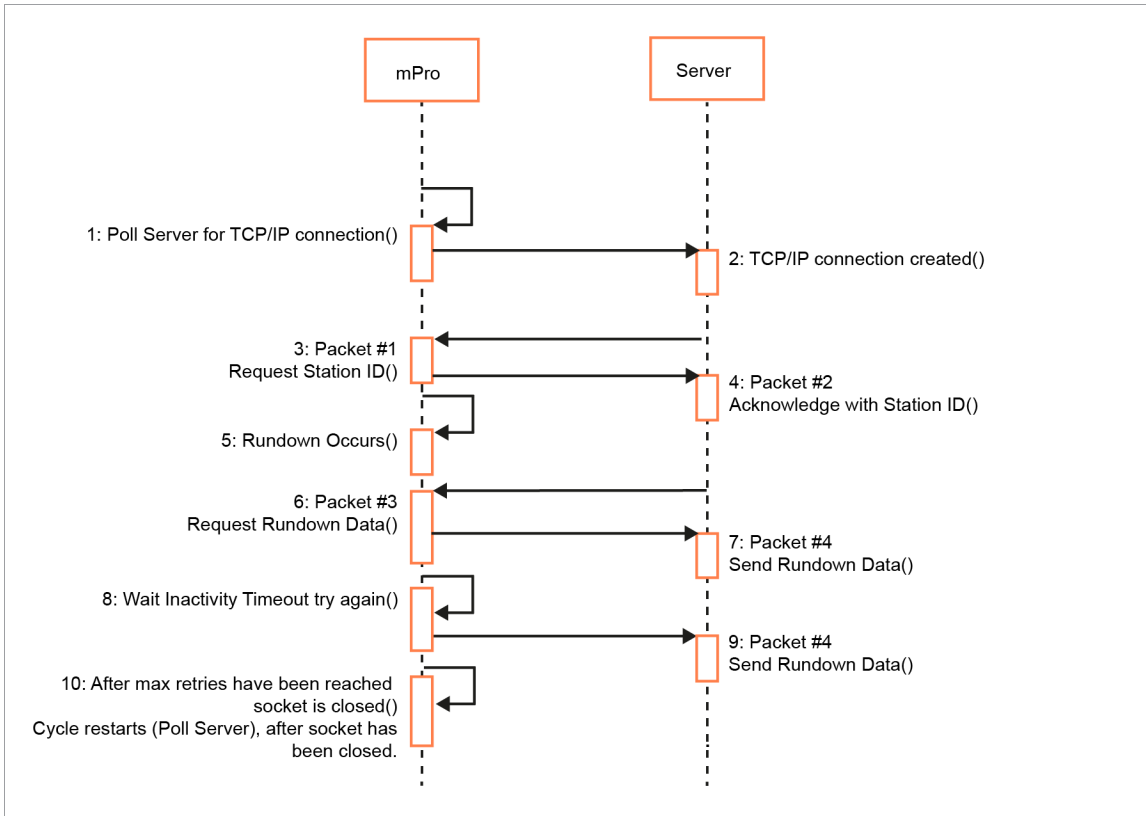 mPro
Server
1: Poll Server for TCP/IP connection()
2: TCP/IP connection created()
3: Packet #1
Request Station ID()
4: Packet #2
Acknowledge with Station ID()
5: Rundown Occurs()
6: Packet #3
Request Rundown Data()
7: Packet #4
Send Rundown Data()
8: Wait Inactivity Timeout try again()
9: Packet #4
Send Rundown Data()
10: After max retries have been reached
socket is closed()
Cycle restarts (Poll Server), after socket has
been closed.